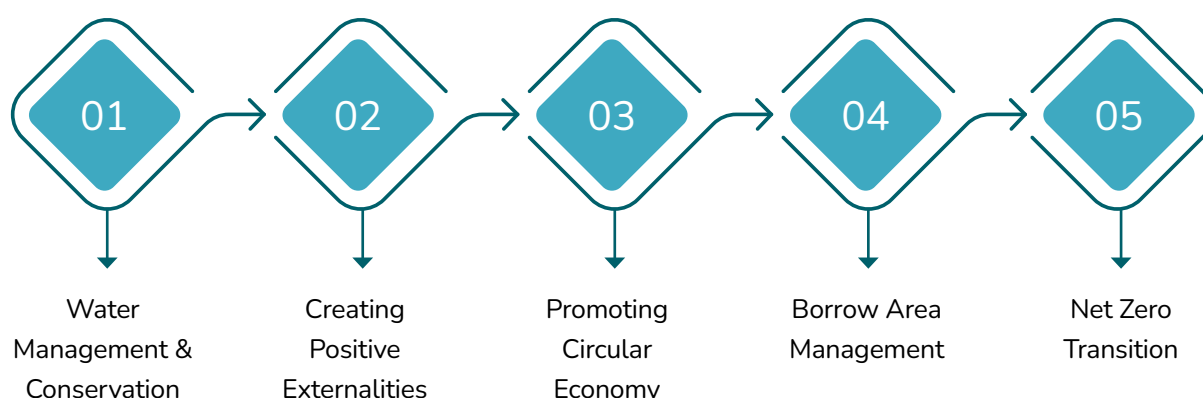 01
02
03
04
05
Water
Management &
Conservation
Creating
Positive
Externalities
Promoting
Circular
Economy
Borrow Area
Management
Net Zero
Transition